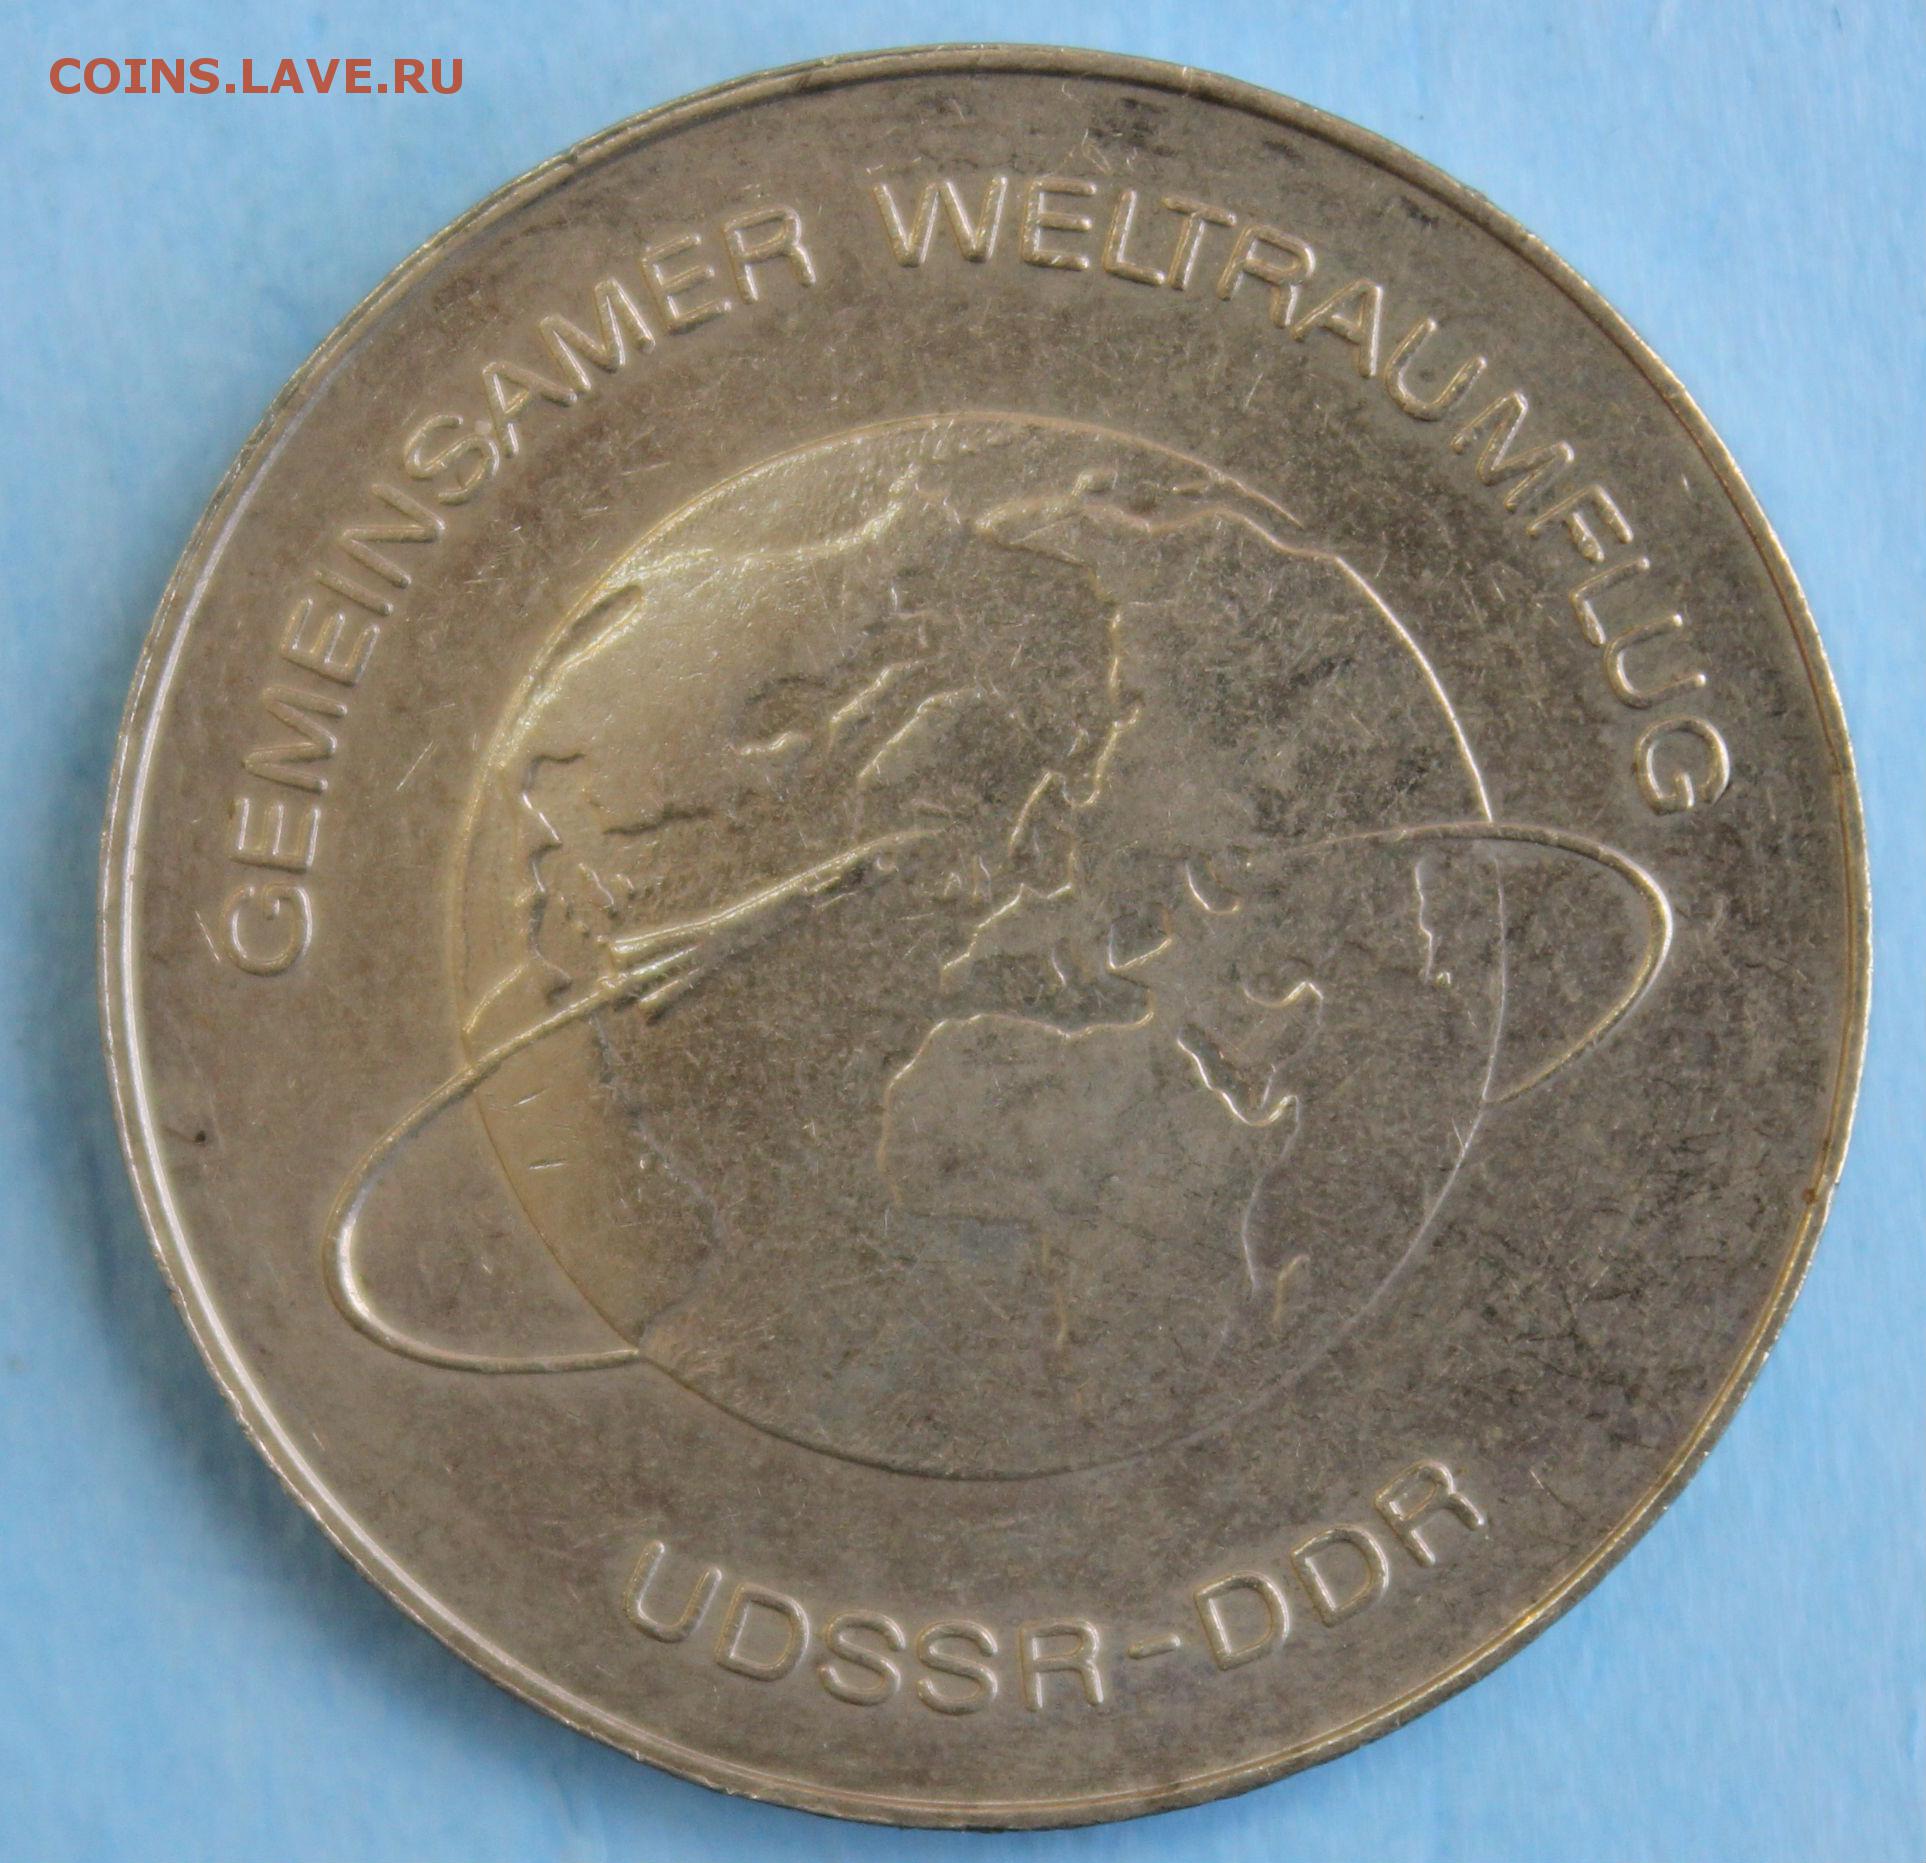 COINS.LAVE.RU
GEMEINSAMER WELTRAUMFLUG
UDSSR-DDR